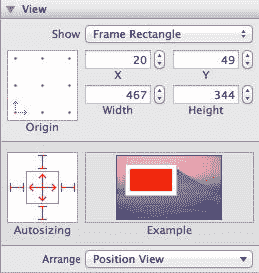 View
Show Frame Rectangle
20 49
X Y
467 344
Width Height
Origin
Autosizing Example
Arrange Position View